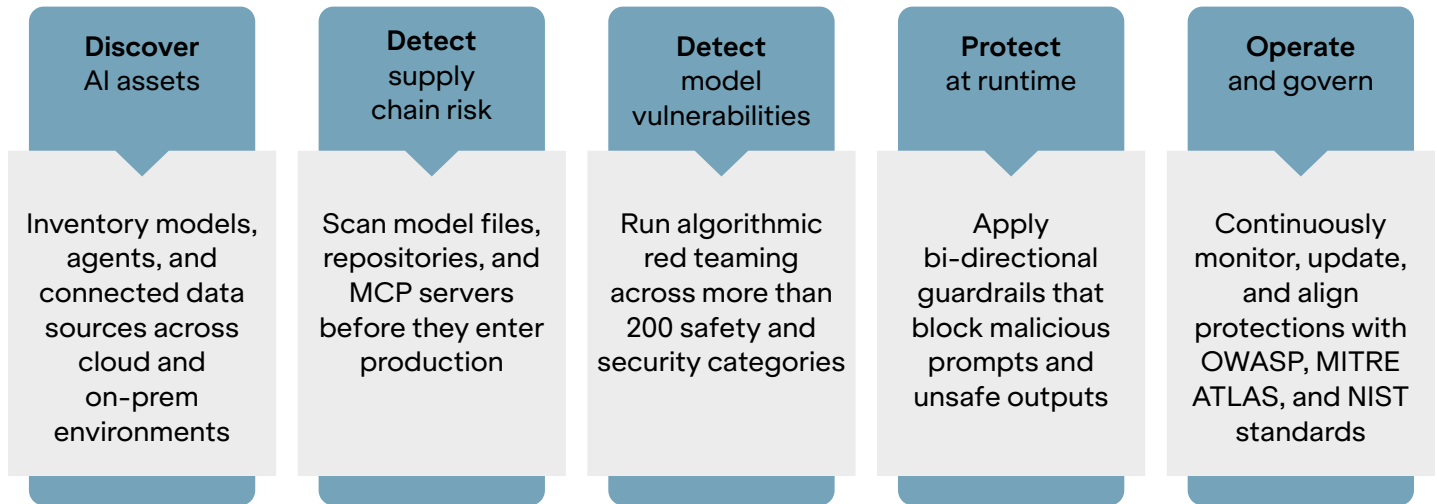 Discover
AI assets
Inventory models,
agents, and
connected data
sources across
cloud and
on-prem
environments
Detect
supply
chain risk
Scan model files,
repositories, and
MCP servers
before they enter
production
Detect
model
vulnerabilities
Run algorithmic
red teaming
across more than
200 safety and
security categories
Protect
at runtime
Apply
bi-directional
guardrails that
block malicious
prompts and
unsafe outputs
Operate
and govern
Continuously
monitor, update,
and align
protections with
OWASP, MITRE
ATLAS, and NIST
standards